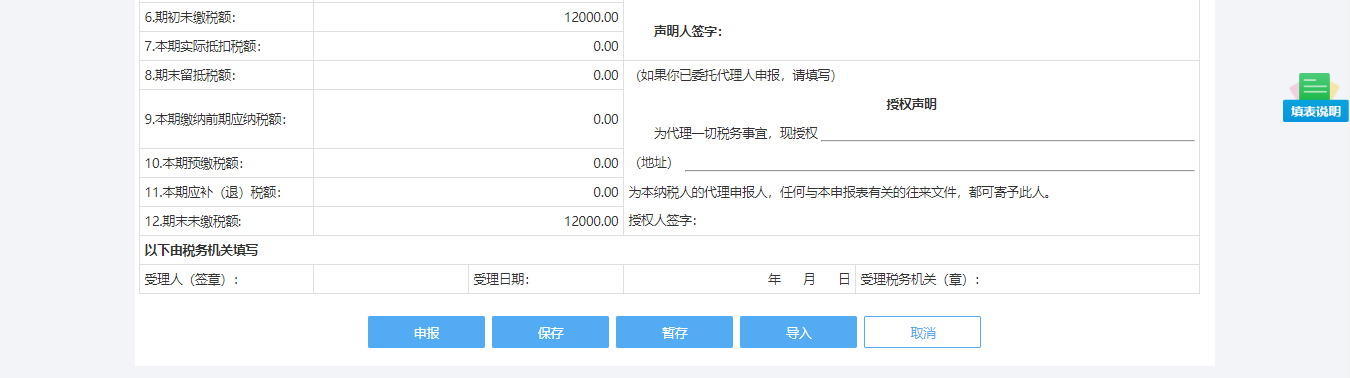 6.期初未缴税额： 12000.00
声明人签字：
7.本期实际抵扣税额： 0.00
8.期末留抵税额： 0.00
（如果你已委托代理人申报，请填写）
授权声明
9.本期缴纳前期应纳税额： 0.00
为代理一切税务事宜，现授权
10.本期预缴税额： 0.00
（地址）
11.本期应补（退）税额： 0.00
为本纳税人的代理申报人，任何与本申报表有关的往来文件，都可寄予此人。
12.期末未缴税额： 12000.00
授权人签字：
以下由税务机关填写
受理人（签章）： 受理日期： 年 月 日 受理税务机关（章）：
申报 保存 暂存 导入 取消
填表说明